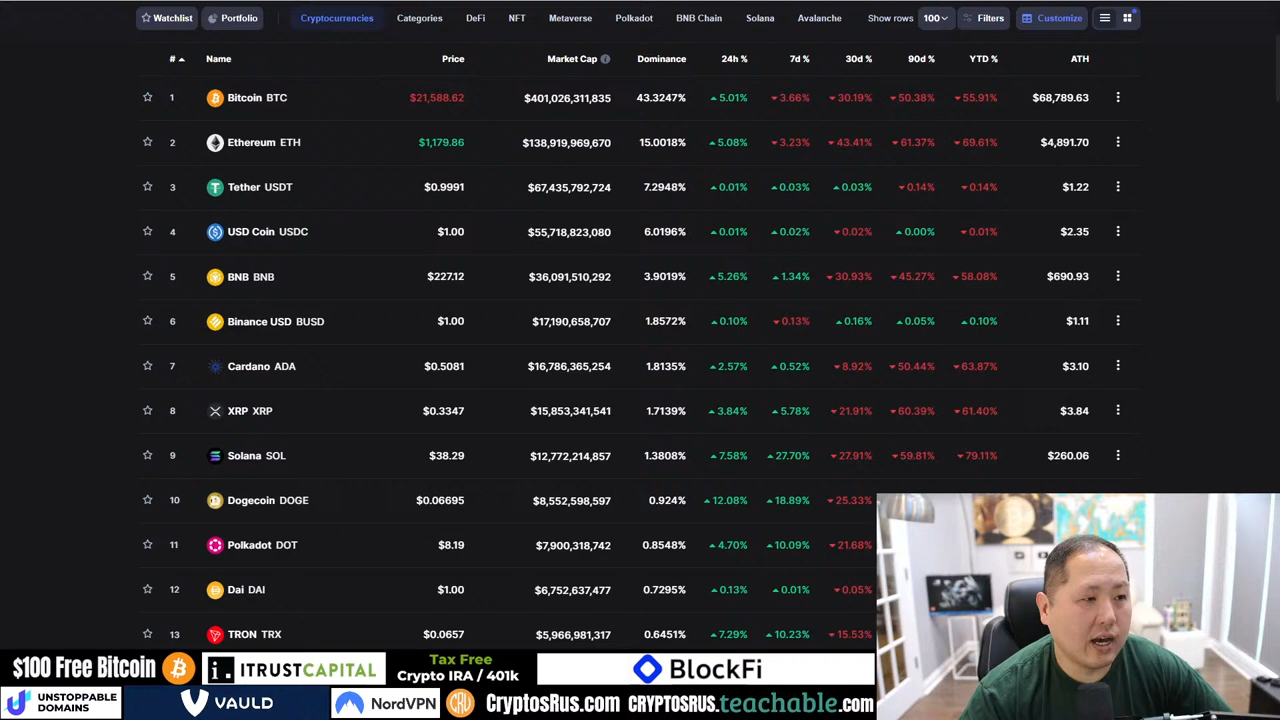 Watchlist Portfolio Cryptocurrencies Categories DeFi NFT Metaverse Polkadot BNB Chain Solana Avalanche Show rows 100 Filters Customize
# Name Price Market Cap Dominance 24h % 7d % 30d % 90d % YTD % ATH
1 Bitcoin BTC $21,588.62 $401,026,311,835 43.3247% 5.01% 3.66% 30.19% 50.38% 55.91% $68,789.63
2 Ethereum ETH $1,179.86 $138,919,969,670 15.0018% 5.08% 3.23% 43.41% 61.37% 69.61% $4,891.70
3 Tether USDT $0.9991 $67,435,792,724 7.2948% 0.01% 0.03% 0.03% 0.14% 0.14% $1.22
4 USD Coin USDC $1.00 $55,718,823,080 6.0196% 0.01% 0.02% 0.02% 0.00% 0.01% $2.35
5 BNB BNB $227.12 $36,091,510,292 3.9019% 5.26% 1.34% 30.93% 45.27% 58.08% $690.93
6 Binance USD BUSD $1.00 $17,190,658,707 1.8572% 0.10% 0.13% 0.16% 0.05% 0.10% $1.11
7 Cardano ADA $0.5081 $16,786,365,254 1.8135% 2.57% 0.52% 8.92% 50.44% 63.87% $3.10
8 XRP XRP $0.3347 $15,853,341,541 1.7139% 3.84% 5.78% 21.91% 60.39% 61.40% $3.84
9 Solana SOL $38.29 $12,772,214,857 1.3808% 7.58% 27.70% 27.91% 59.81% 79.11% $260.06
10 Dogecoin DOGE $0.06695 $8,552,598,597 0.924% 12.08% 18.89% 25.33%
11 Polkadot DOT $8.19 $7,900,318,742 0.8548% 4.70% 10.09% 21.68%
12 Dai DAI $1.00 $6,752,637,477 0.7295% 0.13% 0.01% 0.05%
13 TRON TRX $0.0657 $5,966,981,317 0.6451% 7.29% 10.23% 15.53%
$100 Free Bitcoin i. ITRUSTCAPITAL Tax Free BlockFi
Crypto IRA / 401k
UNSTOPPABLE DOMAINS VAULD NordVPN CRU CryptosRus.com CRYPTOSRUS.teachable.com